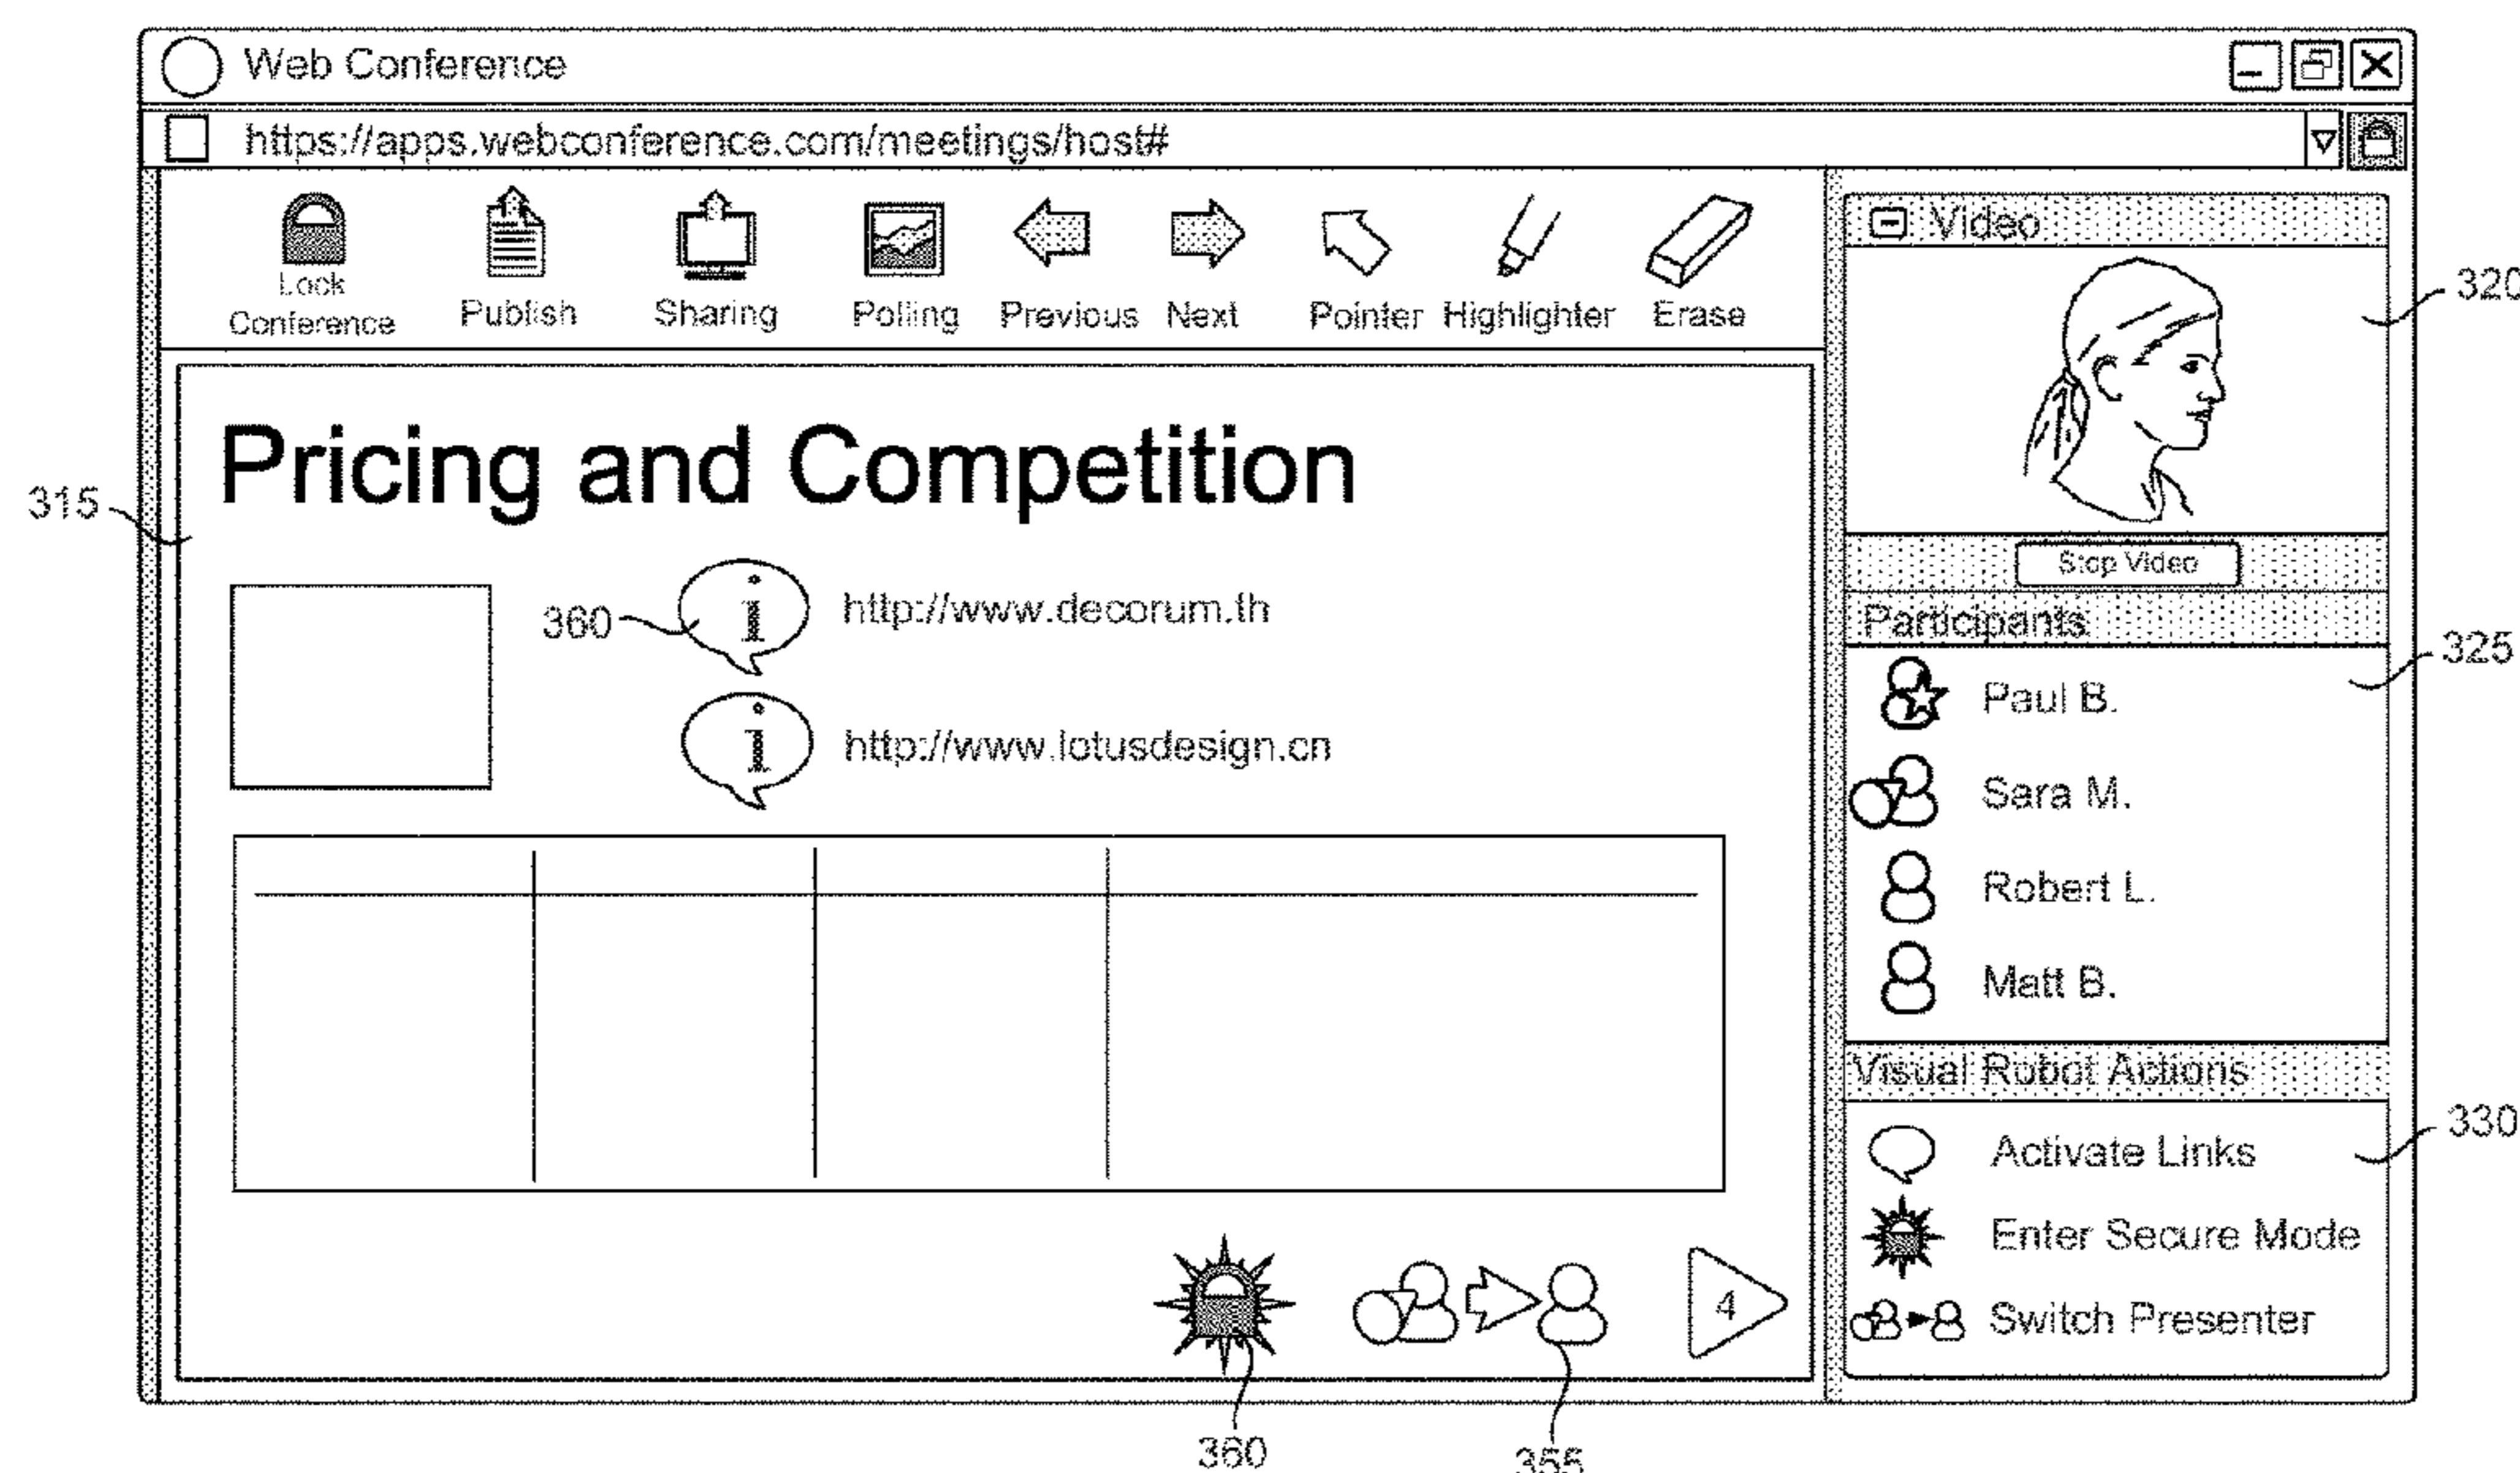 Web Conference
https://apps.webconference.com/meetings/host#
Lock
Conference
Publish
Sharing
Polling
Previous
Next
Pointer
Highlighter
Erase
Video
320
Pricing and Competition
315
360
http://www.decorum.th
http://www.lotusdesign.cn
Stop Video
Participants
325
Paul B.
Sara M.
Robert L.
Matt B.
Visual Robot Actions
330
Activate Links
Enter Secure Mode
Switch Presenter
4
360
355